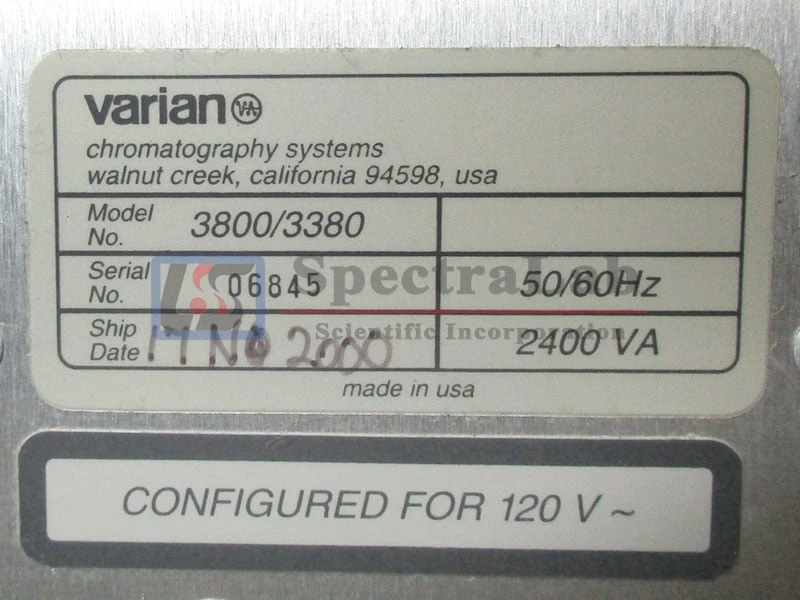 varian VA
chromatography systems
walnut creek, california 94598, usa
Model No. 3800/3380
Serial No. 06845 50/60Hz
Ship Date 2000 2400 VA
made in usa
CONFIGURED FOR 120 V ~
SpectraLab
Scientific Incorporation